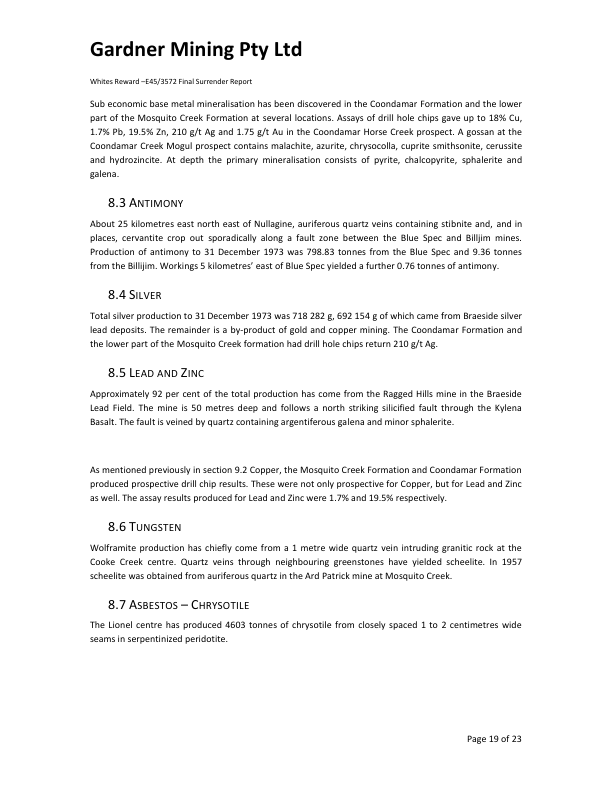 Gardner Mining Pty Ltd
Whites Reward –E45/3572 Final Surrender Report
Sub economic base metal mineralisation has been discovered in the Coondamar Formation and the lower
part of the Mosquito Creek Formation at several locations. Assays of drill hole chips gave up to 18% Cu,
1.7% Pb, 19.5% Zn, 210 g/t Ag and 1.75 g/t Au in the Coondamar Horse Creek prospect. A gossan at the
Coondamar Creek Mogul prospect contains malachite, azurite, chrysocolla, cuprite smithsonite, cerussite
and hydrozincite. At depth the primary mineralisation consists of pyrite, chalcopyrite, sphalerite and
galena.
8.3 ANTIMONY
About 25 kilometres east north east of Nullagine, auriferous quartz veins containing stibnite and, and in
places, cervantite crop out sporadically along a fault zone between the Blue Spec and Billjim mines.
Production of antimony to 31 December 1973 was 798.83 tonnes from the Blue Spec and 9.36 tonnes
from the Billijim. Workings 5 kilometres’ east of Blue Spec yielded a further 0.76 tonnes of antimony.
8.4 SILVER
Total silver production to 31 December 1973 was 718 282 g, 692 154 g of which came from Braeside silver
lead deposits. The remainder is a by-product of gold and copper mining. The Coondamar Formation and
the lower part of the Mosquito Creek formation had drill hole chips return 210 g/t Ag.
8.5 LEAD AND ZINC
Approximately 92 per cent of the total production has come from the Ragged Hills mine in the Braeside
Lead Field. The mine is 50 metres deep and follows a north striking silicified fault through the Kylena
Basalt. The fault is veined by quartz containing argentiferous galena and minor sphalerite.
As mentioned previously in section 9.2 Copper, the Mosquito Creek Formation and Coondamar Formation
produced prospective drill chip results. These were not only prospective for Copper, but for Lead and Zinc
as well. The assay results produced for Lead and Zinc were 1.7% and 19.5% respectively.
8.6 TUNGSTEN
Wolframite production has chiefly come from a 1 metre wide quartz vein intruding granitic rock at the
Cooke Creek centre. Quartz veins through neighbouring greenstones have yielded scheelite. In 1957
scheelite was obtained from auriferous quartz in the Ard Patrick mine at Mosquito Creek.
8.7 ASBESTOS – CHRYSOTILE
The Lionel centre has produced 4603 tonnes of chrysotile from closely spaced 1 to 2 centimetres wide
seams in serpentinized peridotite.
Page 19 of 23